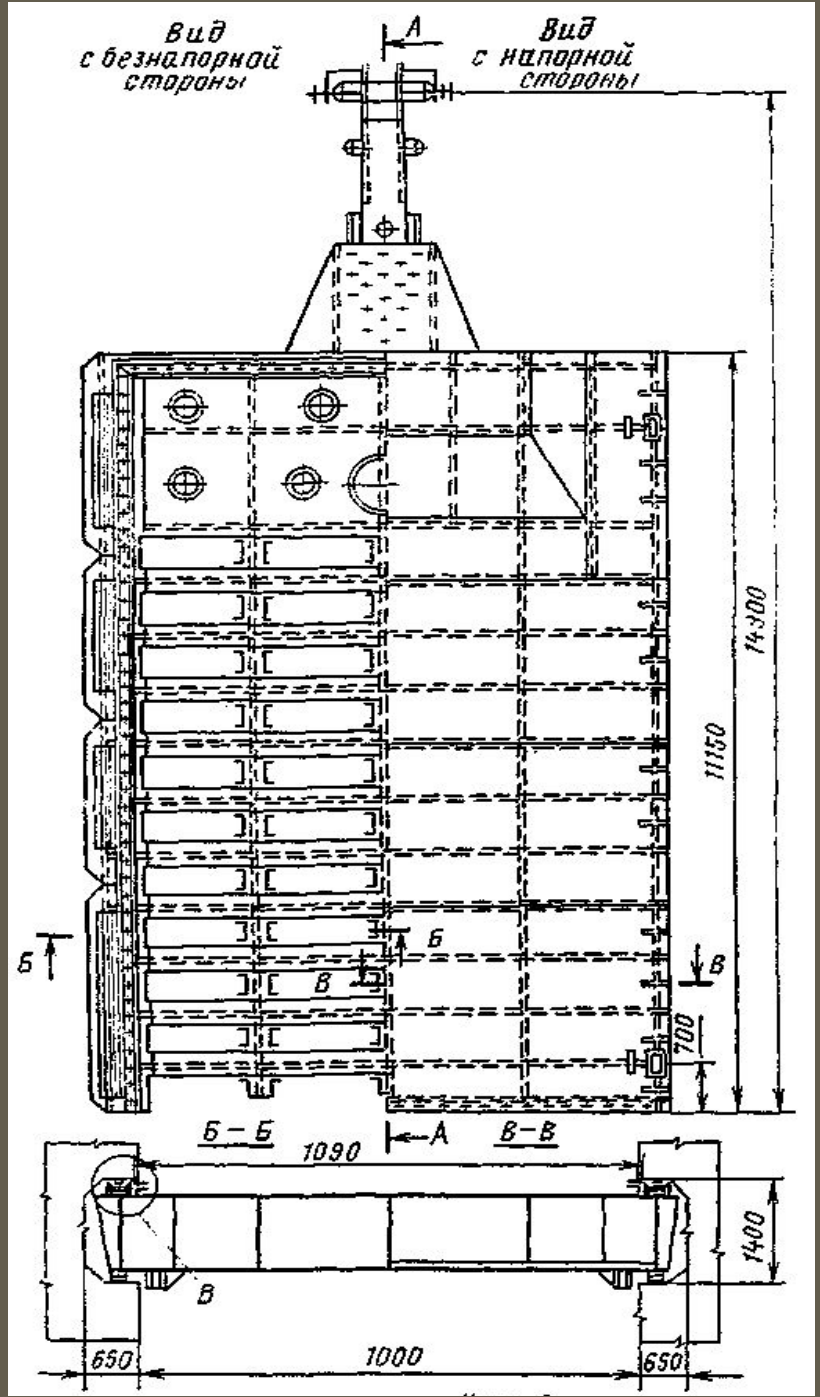 Вид
с безнапорной
стороны
А
Вид
с напорной
стороны
14300
11150
Б
Б
В
В
700
Б – Б
А
В–В
1090
1400
В
650
1000
650